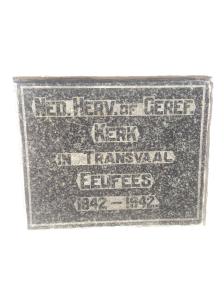 NED. HERV. OF GEREF.
KERK
IN TRANSVAAL
EEUFEES
1842 – 1942.